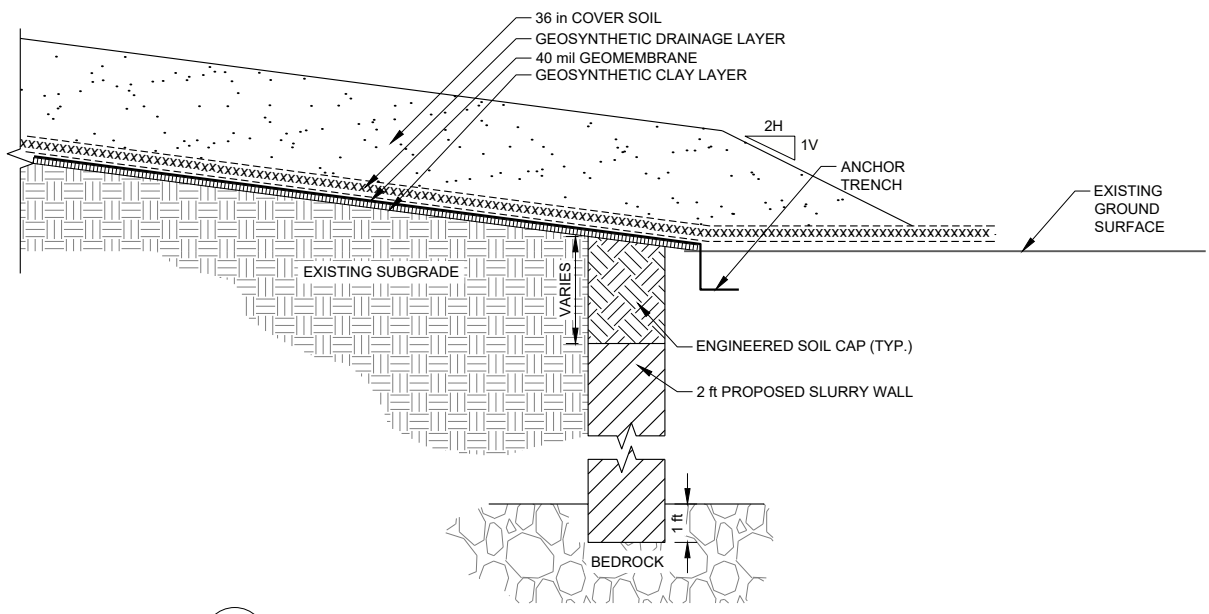 36 in COVER SOIL
GEOSYNTHETIC DRAINAGE LAYER
40 mil GEOMEMBRANE
GEOSYNTHETIC CLAY LAYER
2H
1V
ANCHOR
TRENCH
EXISTING
GROUND
SURFACE
EXISTING SUBGRADE
VARIES
ENGINEERED SOIL CAP (TYP.)
2 ft PROPOSED SLURRY WALL
1 ft
BEDROCK